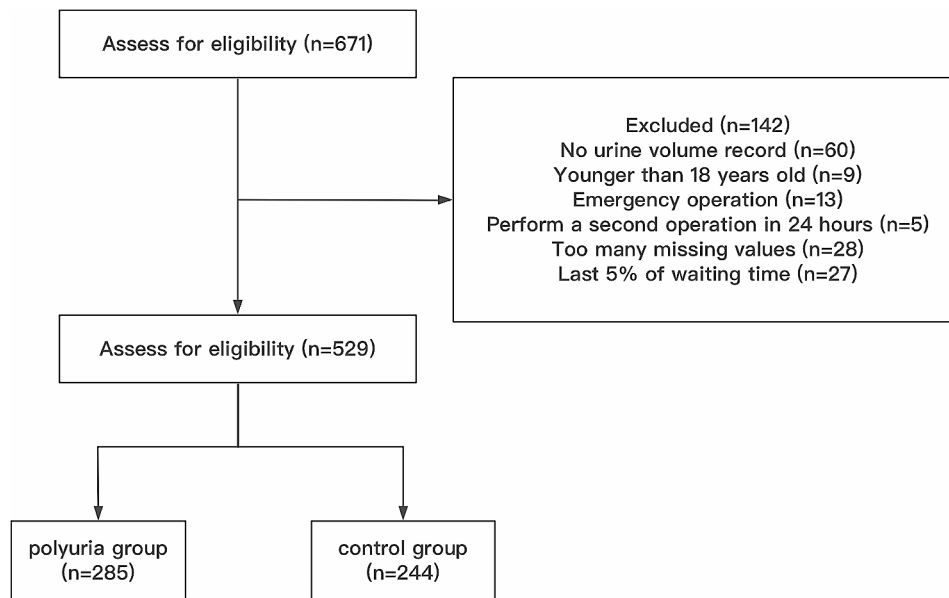 Assess for eligibility (n=671)
Excluded (n=142)
No urine volume record (n=60)
Younger than 18 years old (n=9)
Emergency operation (n=13)
Perform a second operation in 24 hours (n=5)
Too many missing values (n=28)
Last 5% of waiting time (n=27)
Assess for eligibility (n=529)
polyuria group
(n=285)
control group
(n=244)